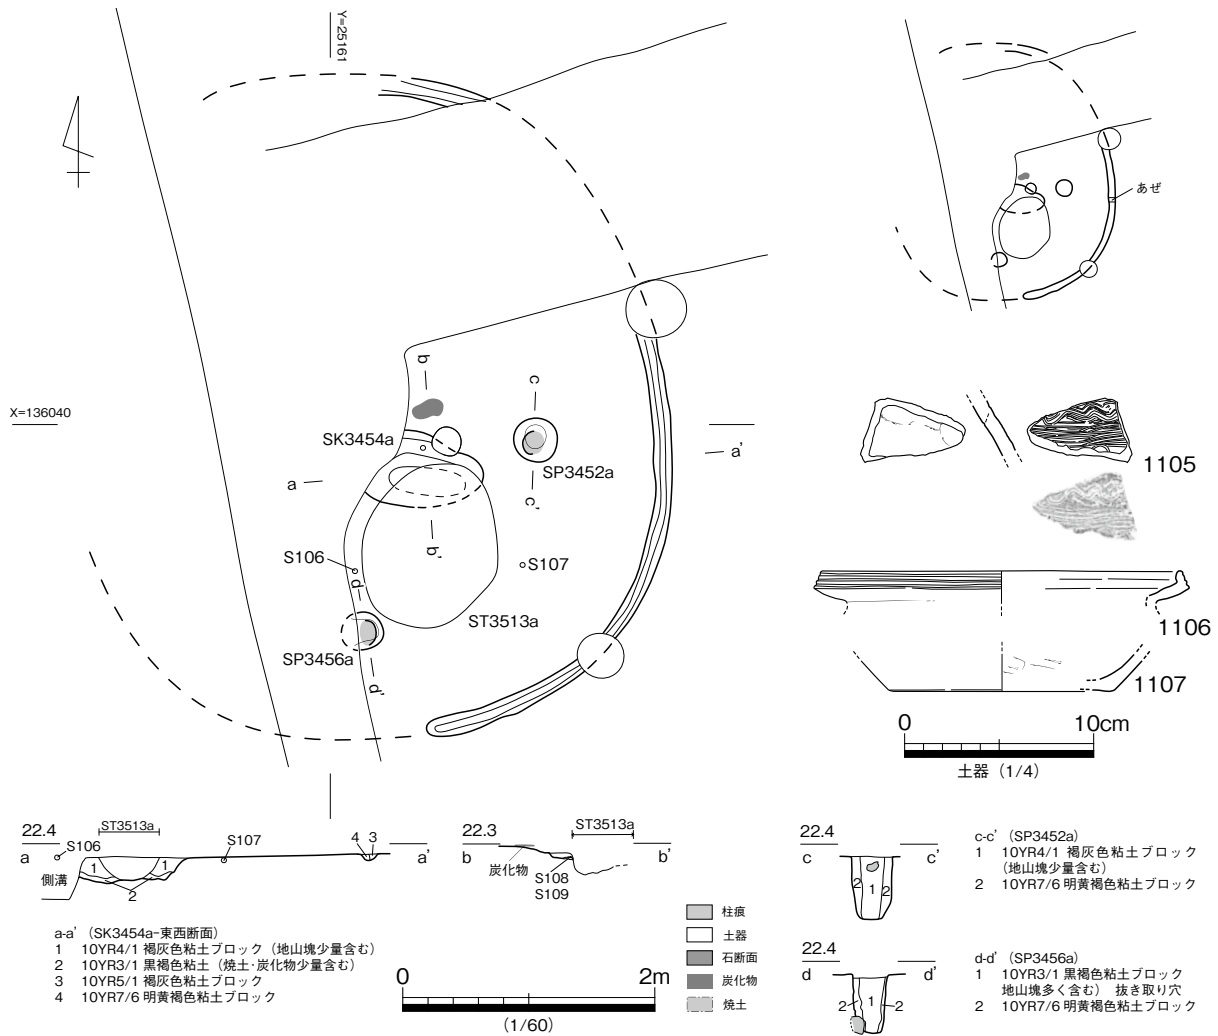 Y=25161
X=136040
あぜ
b
c
SK3454a
a
a'
SP3452a
c'
b'
S106
S107
d
ST3513a
SP3456a
d'
1105
1106
1107
0 10cm
土器（1/4）
22.4
S106
ST3513a
S107
4 3
a
a'
1
1
側溝
2
22.3
ST3513a
b
b'
炭化物
S108
S109
a-a'（SK3454a-東西断面）
1 10YR4/1 褐灰色粘土ブロック（地山塊少量含む）
2 10YR3/1 黒褐色粘土（焼土･炭化物少量含む）
3 10YR5/1 褐灰色粘土ブロック
4 10YR7/6 明黄褐色粘土ブロック
0 2m
(1/60)
柱痕
土器
石断面
炭化物
焼土
22.4
c
c'
2 1 2
c-c'（SP3452a）
1 10YR4/1 褐灰色粘土ブロック
（地山塊少量含む）
2 10YR7/6 明黄褐色粘土ブロック
22.4
d
d'
2 1 2
d-d'（SP3456a）
1 10YR3/1 黒褐色粘土ブロック
地山塊多く含む） 抜き取り穴
2 10YR7/6 明黄褐色粘土ブロック